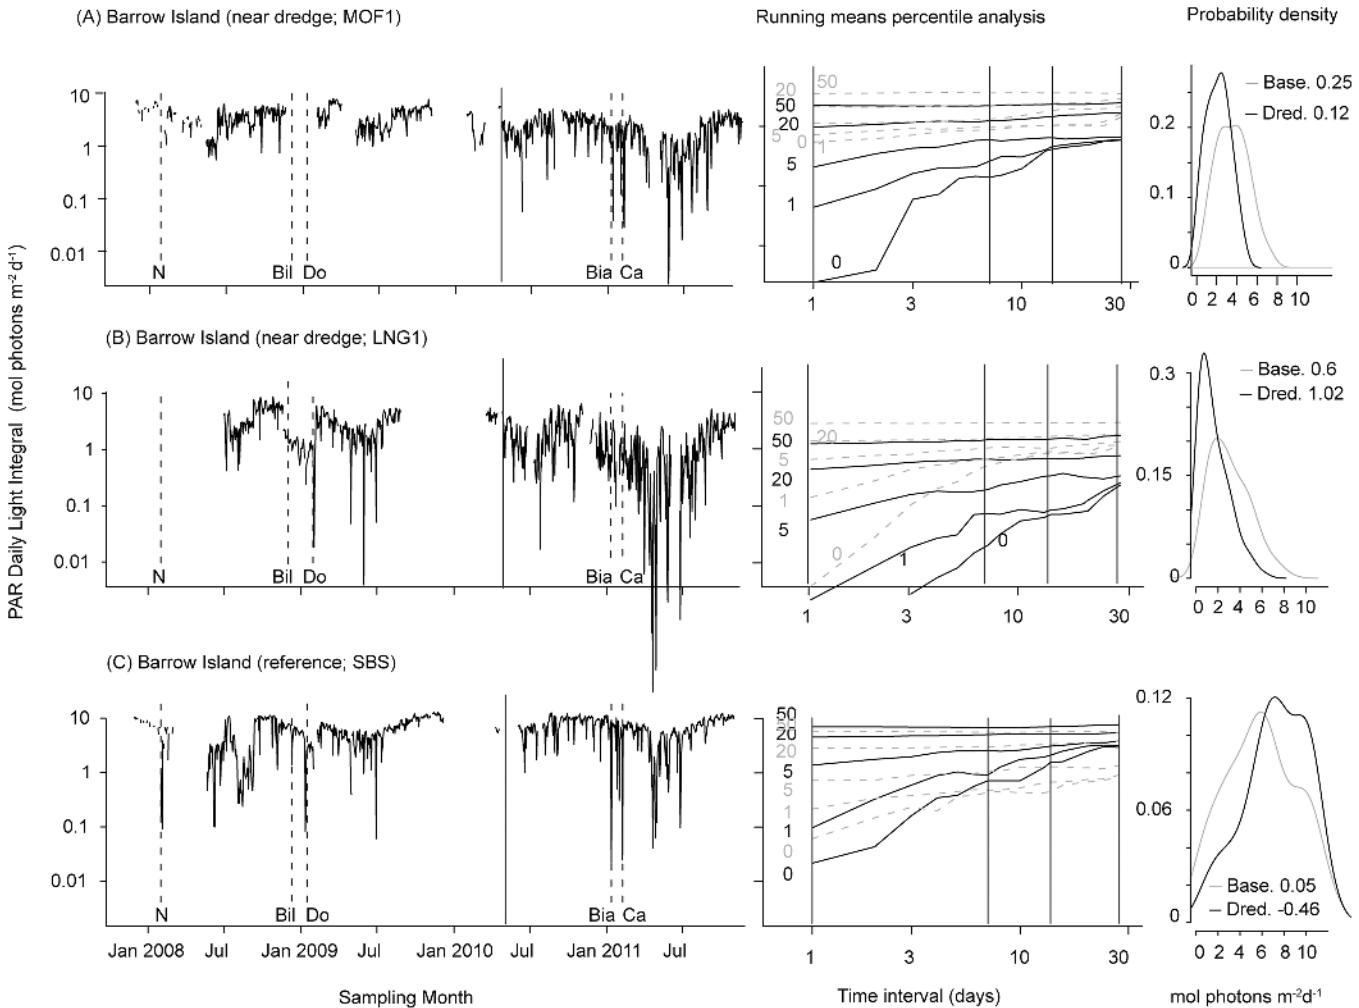 (A) Barrow Island (near dredge; MOF1)
Running means percentile analysis
Probability density
PAR Daily Light Integral (mol photons m⁻² d⁻¹)
10
1
0.1
0.01
N
Bil
Do
Bia
Ca
50
20
50
20
5
0
1
5
1
0
1
3
10
30
Base. 0.25
Dred. 0.12
0.2
0.1
0
0 2 4 6 8 10
(B) Barrow Island (near dredge; LNG1)
10
1
0.1
0.01
N
Bil
Do
Bia
Ca
50
50
20
5
20
1
5
0
1
0
1
3
10
30
Base. 0.6
Dred. 1.02
0.3
0.15
0
0 2 4 6 8 10
(C) Barrow Island (reference; SBS)
10
1
0.1
0.01
N
Bil
Do
Bia
Ca
Jan 2008
Jul
Jan 2009
Jul
Jan 2010
Jul
Jan 2011
Jul
Sampling Month
50
20
20
5
5
1
1
0
0
1
3
10
30
Time interval (days)
0.12
0.06
0
Base. 0.05
Dred. -0.46
0 2 4 6 8 10
mol photons m⁻²d⁻¹